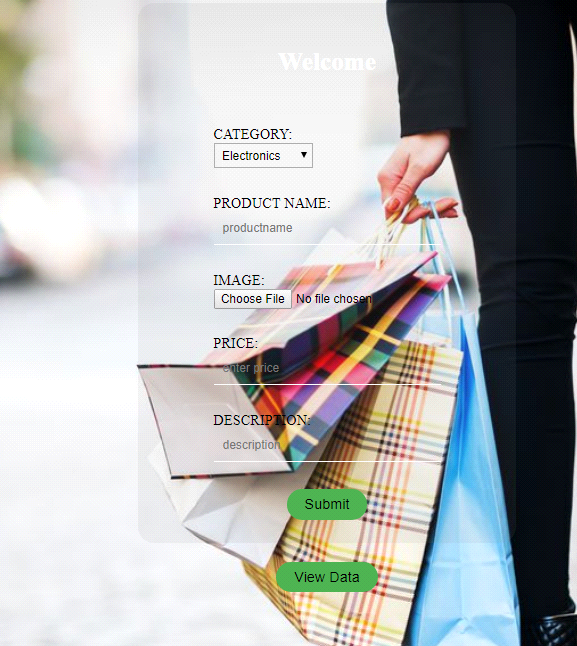 Welcome
CATEGORY:
Electronics
PRODUCT NAME:
productname
IMAGE:
Choose File No file chosen
PRICE:
enter price
DESCRIPTION:
description
Submit
View Data